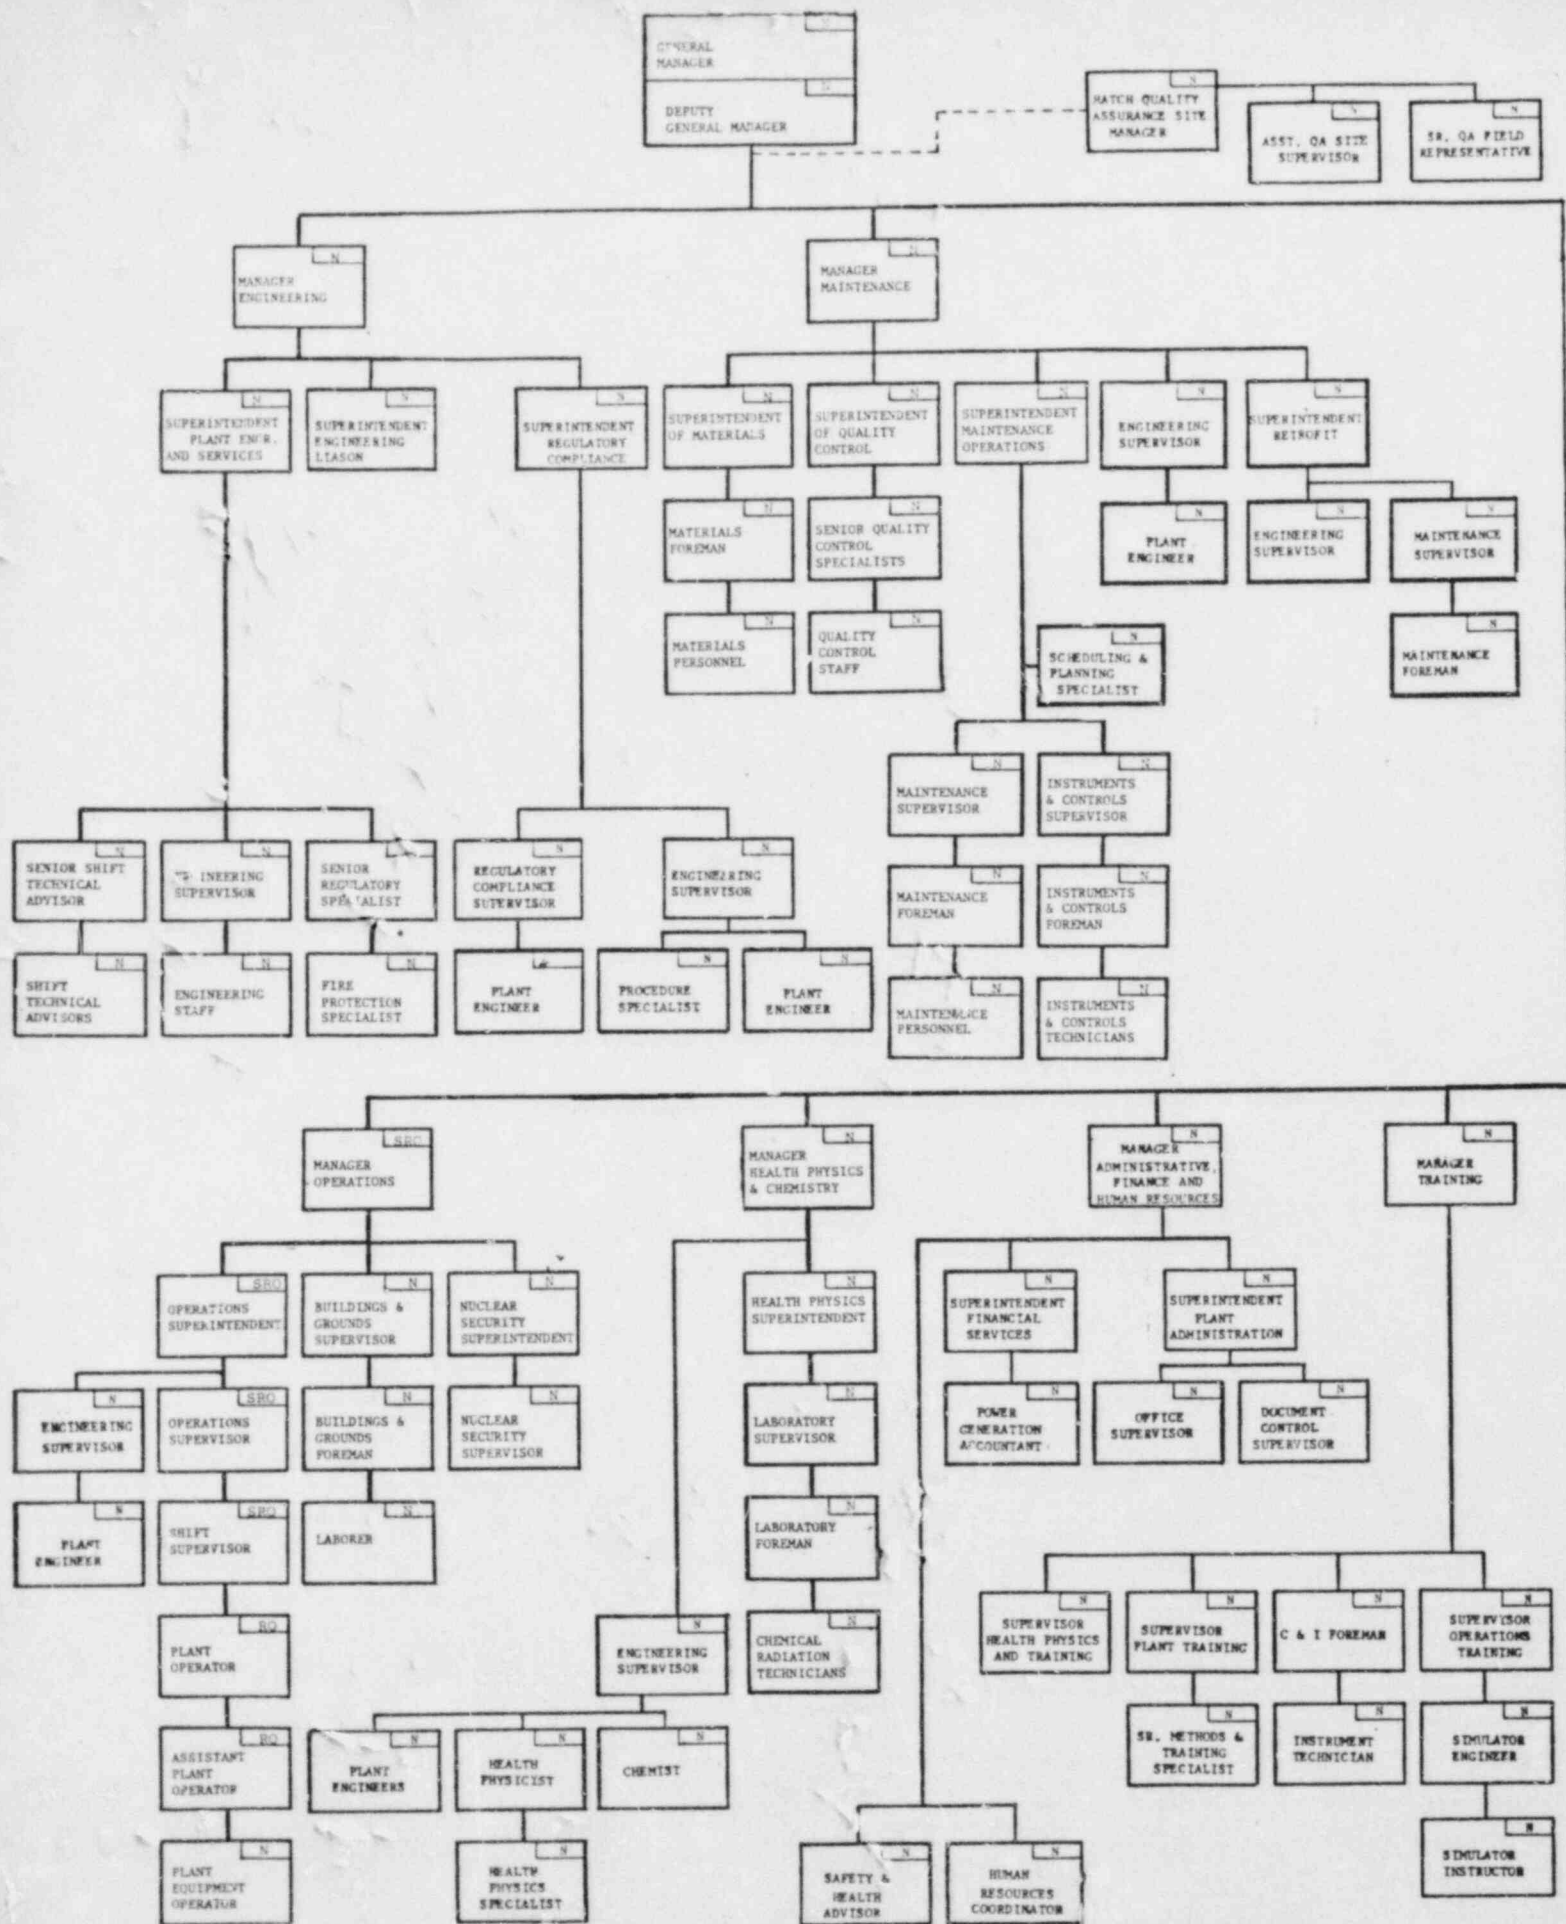 N
GENERAL
MANAGER
N
DEPUTY
GENERAL MANAGER
N
HATCH QUALITY
ASSURANCE SITE
MANAGER
N
ASST. QA SITE
SUPERVISOR
N
SR. QA FIELD
REPRESENTATIVE
N
MANAGER
ENGINEERING
N
MANAGER
MAINTENANCE
N
SUPERINTENDENT
PLANT ENGR.
AND SERVICES
N
SUPERINTENDENT
ENGINEERING
LIASON
N
SUPERINTENDENT
REGULATORY
COMPLIANCE
N
SUPERINTENDENT
OF MATERIALS
N
SUPERINTENDENT
OF QUALITY
CONTROL
N
SUPERINTENDENT
MAINTENANCE
OPERATIONS
N
ENGINEERING
SUPERVISOR
N
SUPERINTENDENT
RETROFIT
N
MATERIALS
FOREMAN
N
SENIOR QUALITY
CONTROL
SPECIALISTS
N
PLANT
ENGINEER
N
ENGINEERING
SUPERVISOR
N
MAINTENANCE
SUPERVISOR
N
MATERIALS
PERSONNEL
N
QUALITY
CONTROL
STAFF
N
SCHEDULING &
PLANNING
SPECIALIST
N
MAINTENANCE
FOREMAN
N
MAINTENANCE
SUPERVISOR
N
INSTRUMENTS
& CONTROLS
SUPERVISOR
N
SENIOR SHIFT
TECHNICAL
ADVISOR
N
INEERING
SUPERVISOR
SENIOR
REGULATORY
SPECIALIST
N
REGULATORY
COMPLIANCE
SUPERVISOR
N
ENGINEERING
SUPERVISOR
N
MAINTENANCE
FOREMAN
N
INSTRUMENTS
& CONTROLS
FOREMAN
N
SHIFT
TECHNICAL
ADVISORS
N
ENGINEERING
STAFF
N
FIRE
PROTECTION
SPECIALIST
PLANT
ENGINEER
N
PROCEDURE
SPECIALIST
N
PLANT
ENGINEER
N
MAINTENANCE
PERSONNEL
N
INSTRUMENTS
& CONTROLS
TECHNICIANS
SRO
MANAGER
OPERATIONS
N
MANAGER
HEALTH PHYSICS
& CHEMISTRY
N
MANAGER
ADMINISTRATIVE,
FINANCE AND
HUMAN RESOURCES
N
MANAGER
TRAINING
SRO
OPERATIONS
SUPERINTENDENT
N
BUILDINGS &
GROUNDS
SUPERVISOR
N
NUCLEAR
SECURITY
SUPERINTENDENT
N
HEALTH PHYSICS
SUPERINTENDENT
N
SUPERINTENDENT
FINANCIAL
SERVICES
N
SUPERINTENDENT
PLANT
ADMINISTRATION
N
ENGINEERING
SUPERVISOR
SRO
OPERATIONS
SUPERVISOR
N
BUILDINGS &
GROUNDS
FOREMAN
N
NUCLEAR
SECURITY
SUPERVISOR
N
LABORATORY
SUPERVISOR
N
POWER
GENERATION
ACCOUNTANT
N
OFFICE
SUPERVISOR
N
DOCUMENT
CONTROL
SUPERVISOR
N
PLANT
ENGINEER
SRO
SHIFT
SUPERVISOR
N
LABORER
N
LABORATORY
FOREMAN
RO
PLANT
OPERATOR
N
ENGINEERING
SUPERVISOR
N
CHEMICAL
RADIATION
TECHNICIANS
N
SUPERVISOR
HEALTH PHYSICS
AND TRAINING
N
SUPERVISOR
PLANT TRAINING
N
C & I FOREMAN
N
SUPERVISOR
OPERATIONS
TRAINING
RO
ASSISTANT
PLANT
OPERATOR
N
PLANT
ENGINEERS
N
HEALTH
PHYSICIST
N
CHEMIST
N
SR. METHODS &
TRAINING
SPECIALIST
N
INSTRUMENT
TECHNICIAN
N
SIMULATOR
ENGINEER
N
PLANT
EQUIPMENT
OPERATOR
N
HEALTH
PHYSICS
SPECIALIST
N
SAFETY &
HEALTH
ADVISOR
N
HUMAN
RESOURCES
COORDINATOR
N
SIMULATOR
INSTRUCTOR